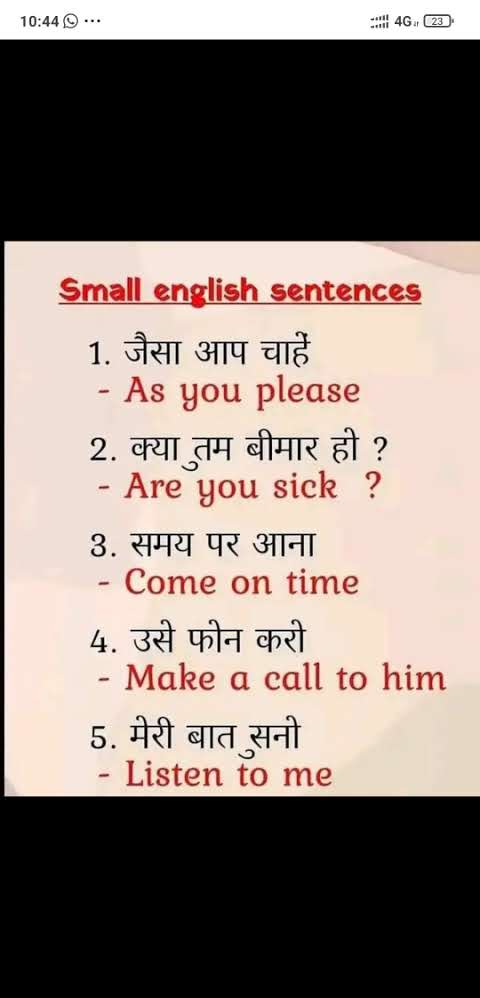 10:44
4G
23
Small english sentences
1. जैसा आप चाहें
- As you please
2. क्या तुम बीमार हो ?
- Are you sick ?
3. समय पर आना
- Come on time
4. उसे फोन करो
- Make a call to him
5. मेरी बात सुनो
- Listen to me